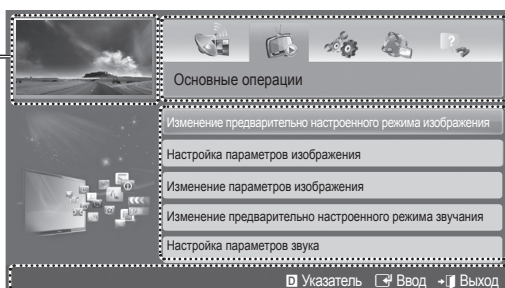 Основные операции
Изменение предварительно настроенного режима изображения
Настройка параметров изображения
Изменение параметров изображения
Изменение предварительно настроенного режима звучания
Настройка параметров звука
D Указатель Ввод Выход